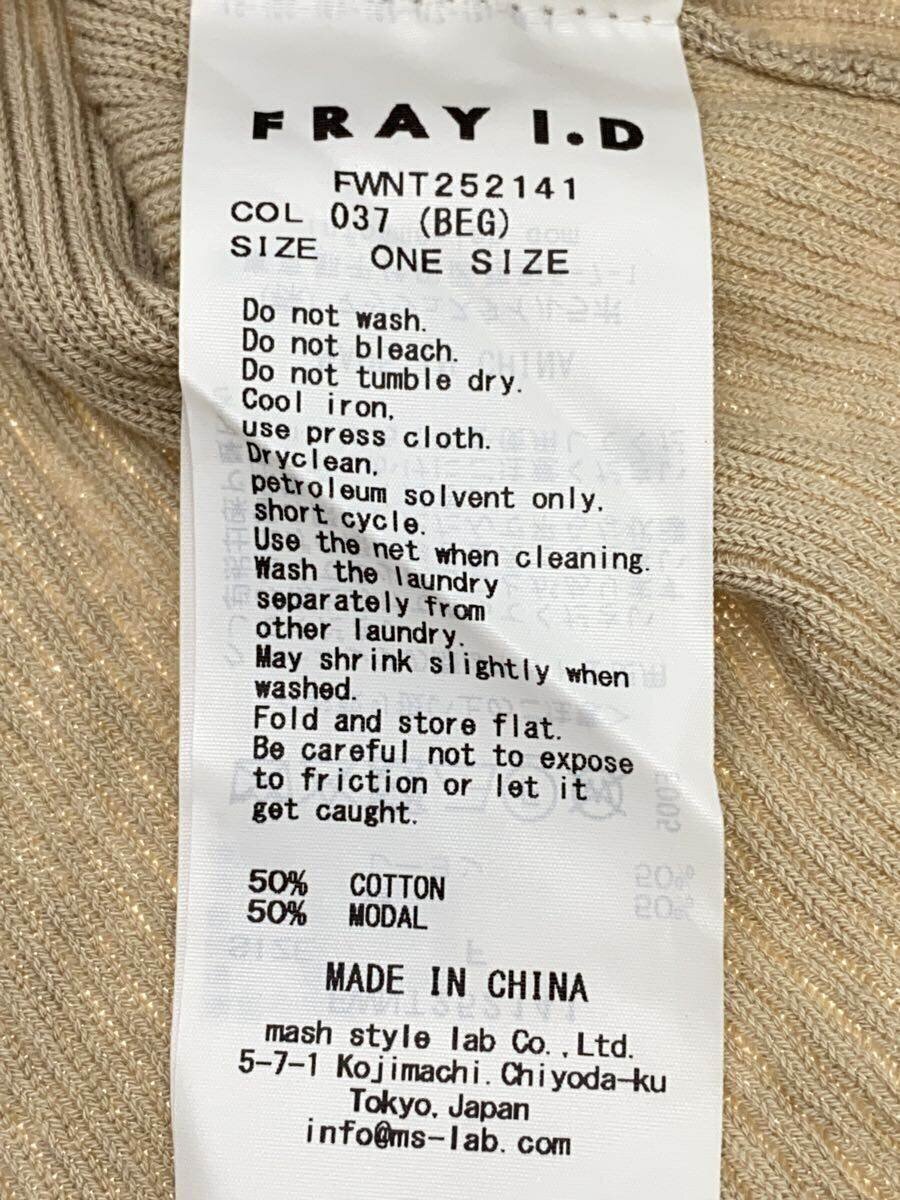 FRAY I.D
FWNT252141
COL 037 (BEG)
SIZE ONE SIZE
Do not wash.
Do not bleach.
Do not tumble dry.
Cool iron,
use press cloth.
Dryclean,
petroleum solvent only.
short cycle.
Use the net when cleaning.
Wash the laundry
separately from
other laundry.
May shrink slightly when
washed.
Fold and store flat.
Be careful not to expose
to friction or let it
get caught.
50% COTTON
50% MODAL
MADE IN CHINA
mash style lab Co.,Ltd.
5-7-1 Kojimachi. Chiyoda-ku
Tokyo, Japan
info@ms-lab.com